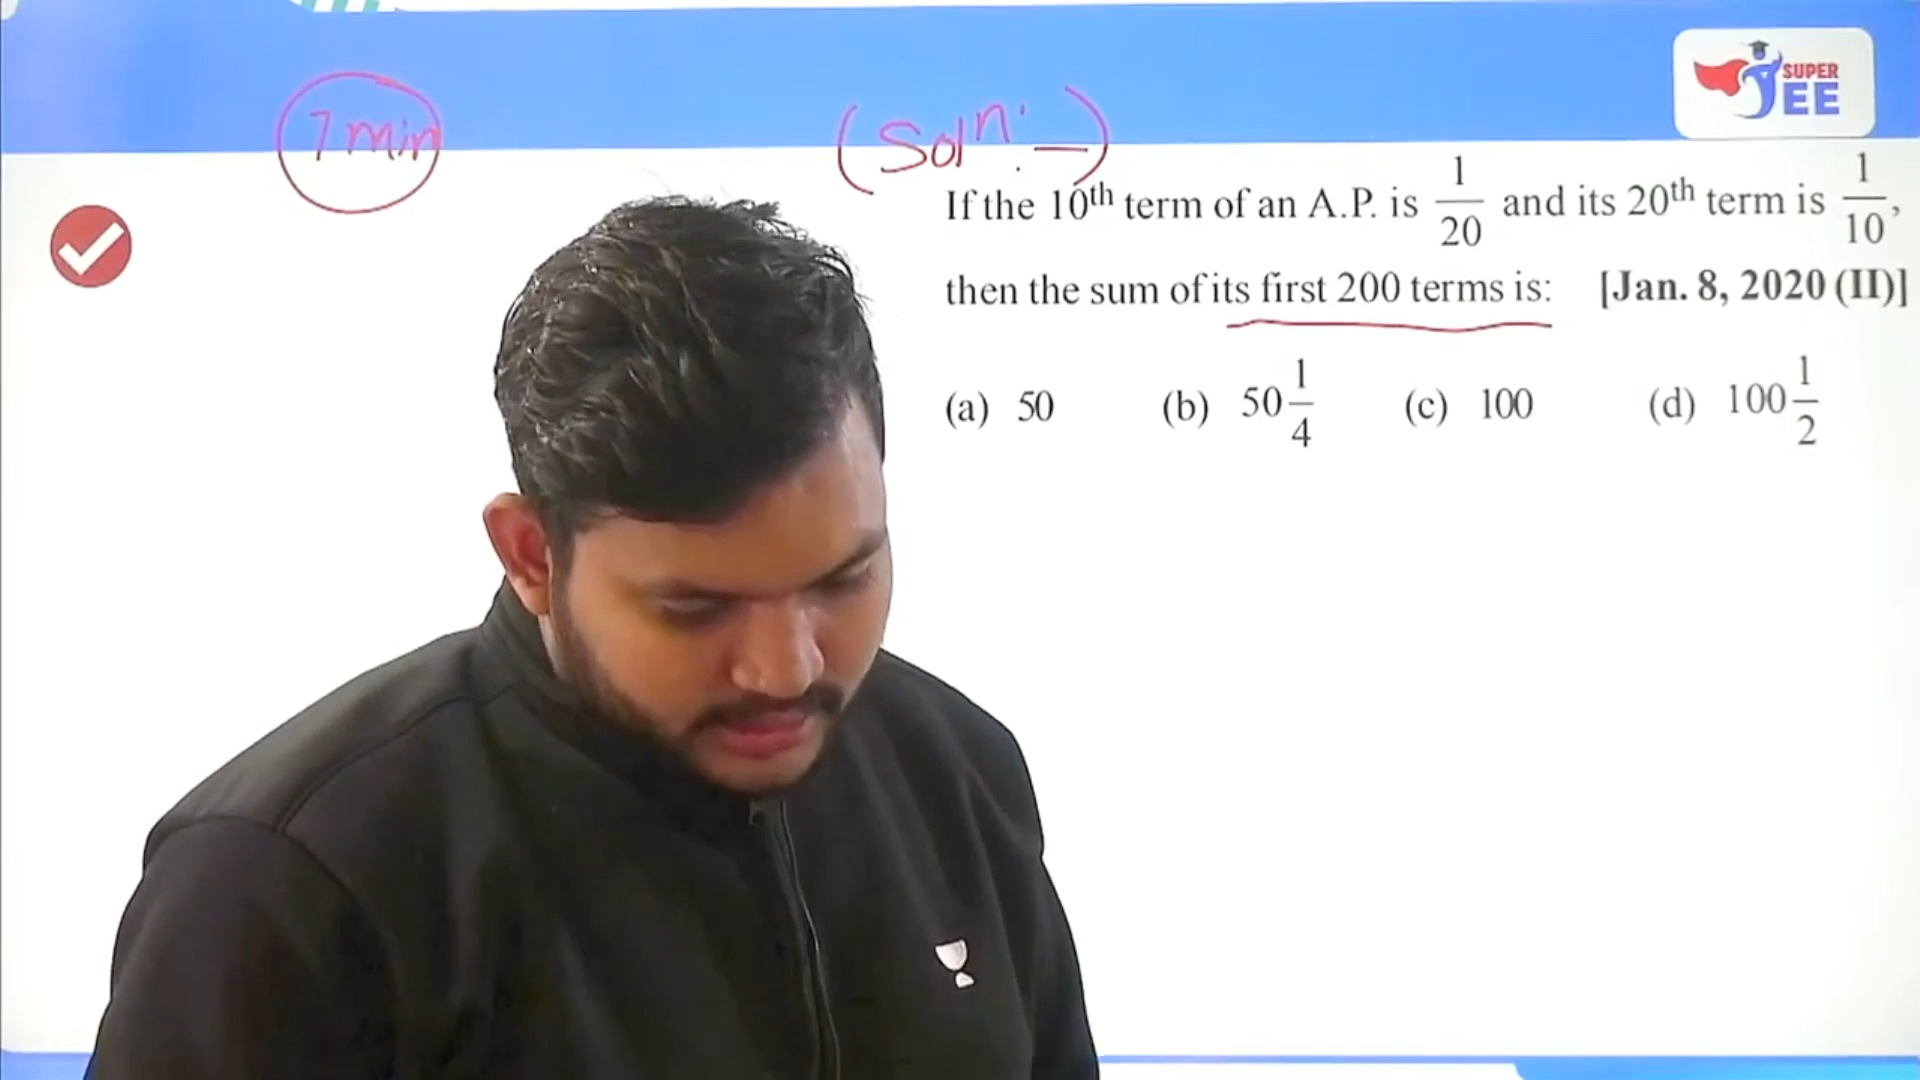 7 min
(Solⁿ:-)
SUPER
JEE
If the 10th term of an A.P. is 1/20 and its 20th term is 1/10,
then the sum of its first 200 terms is: [Jan. 8, 2020 (II)]
(a) 50 (b) 50 1/4 (c) 100 (d) 100 1/2